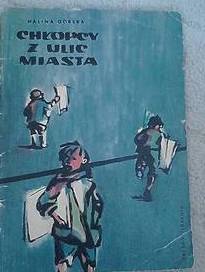 HALINA GÓRSKA
CHŁOPCY
Z ULIC
MIASTA